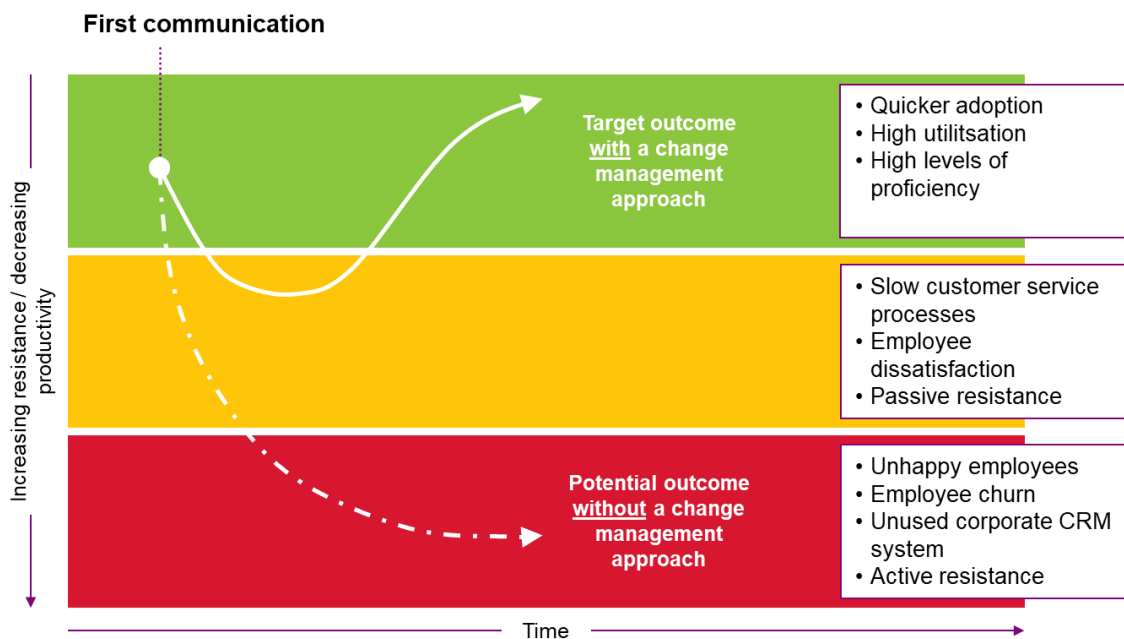 First communication
Increasing resistance / decreasing
productivity
Target outcome
with a change
management
approach
• Quicker adoption
• High utilitsation
• High levels of
proficiency
• Slow customer service
processes
• Employee
dissatisfaction
• Passive resistance
Potential outcome
without a change
management
approach
• Unhappy employees
• Employee churn
• Unused corporate CRM
system
• Active resistance
Time